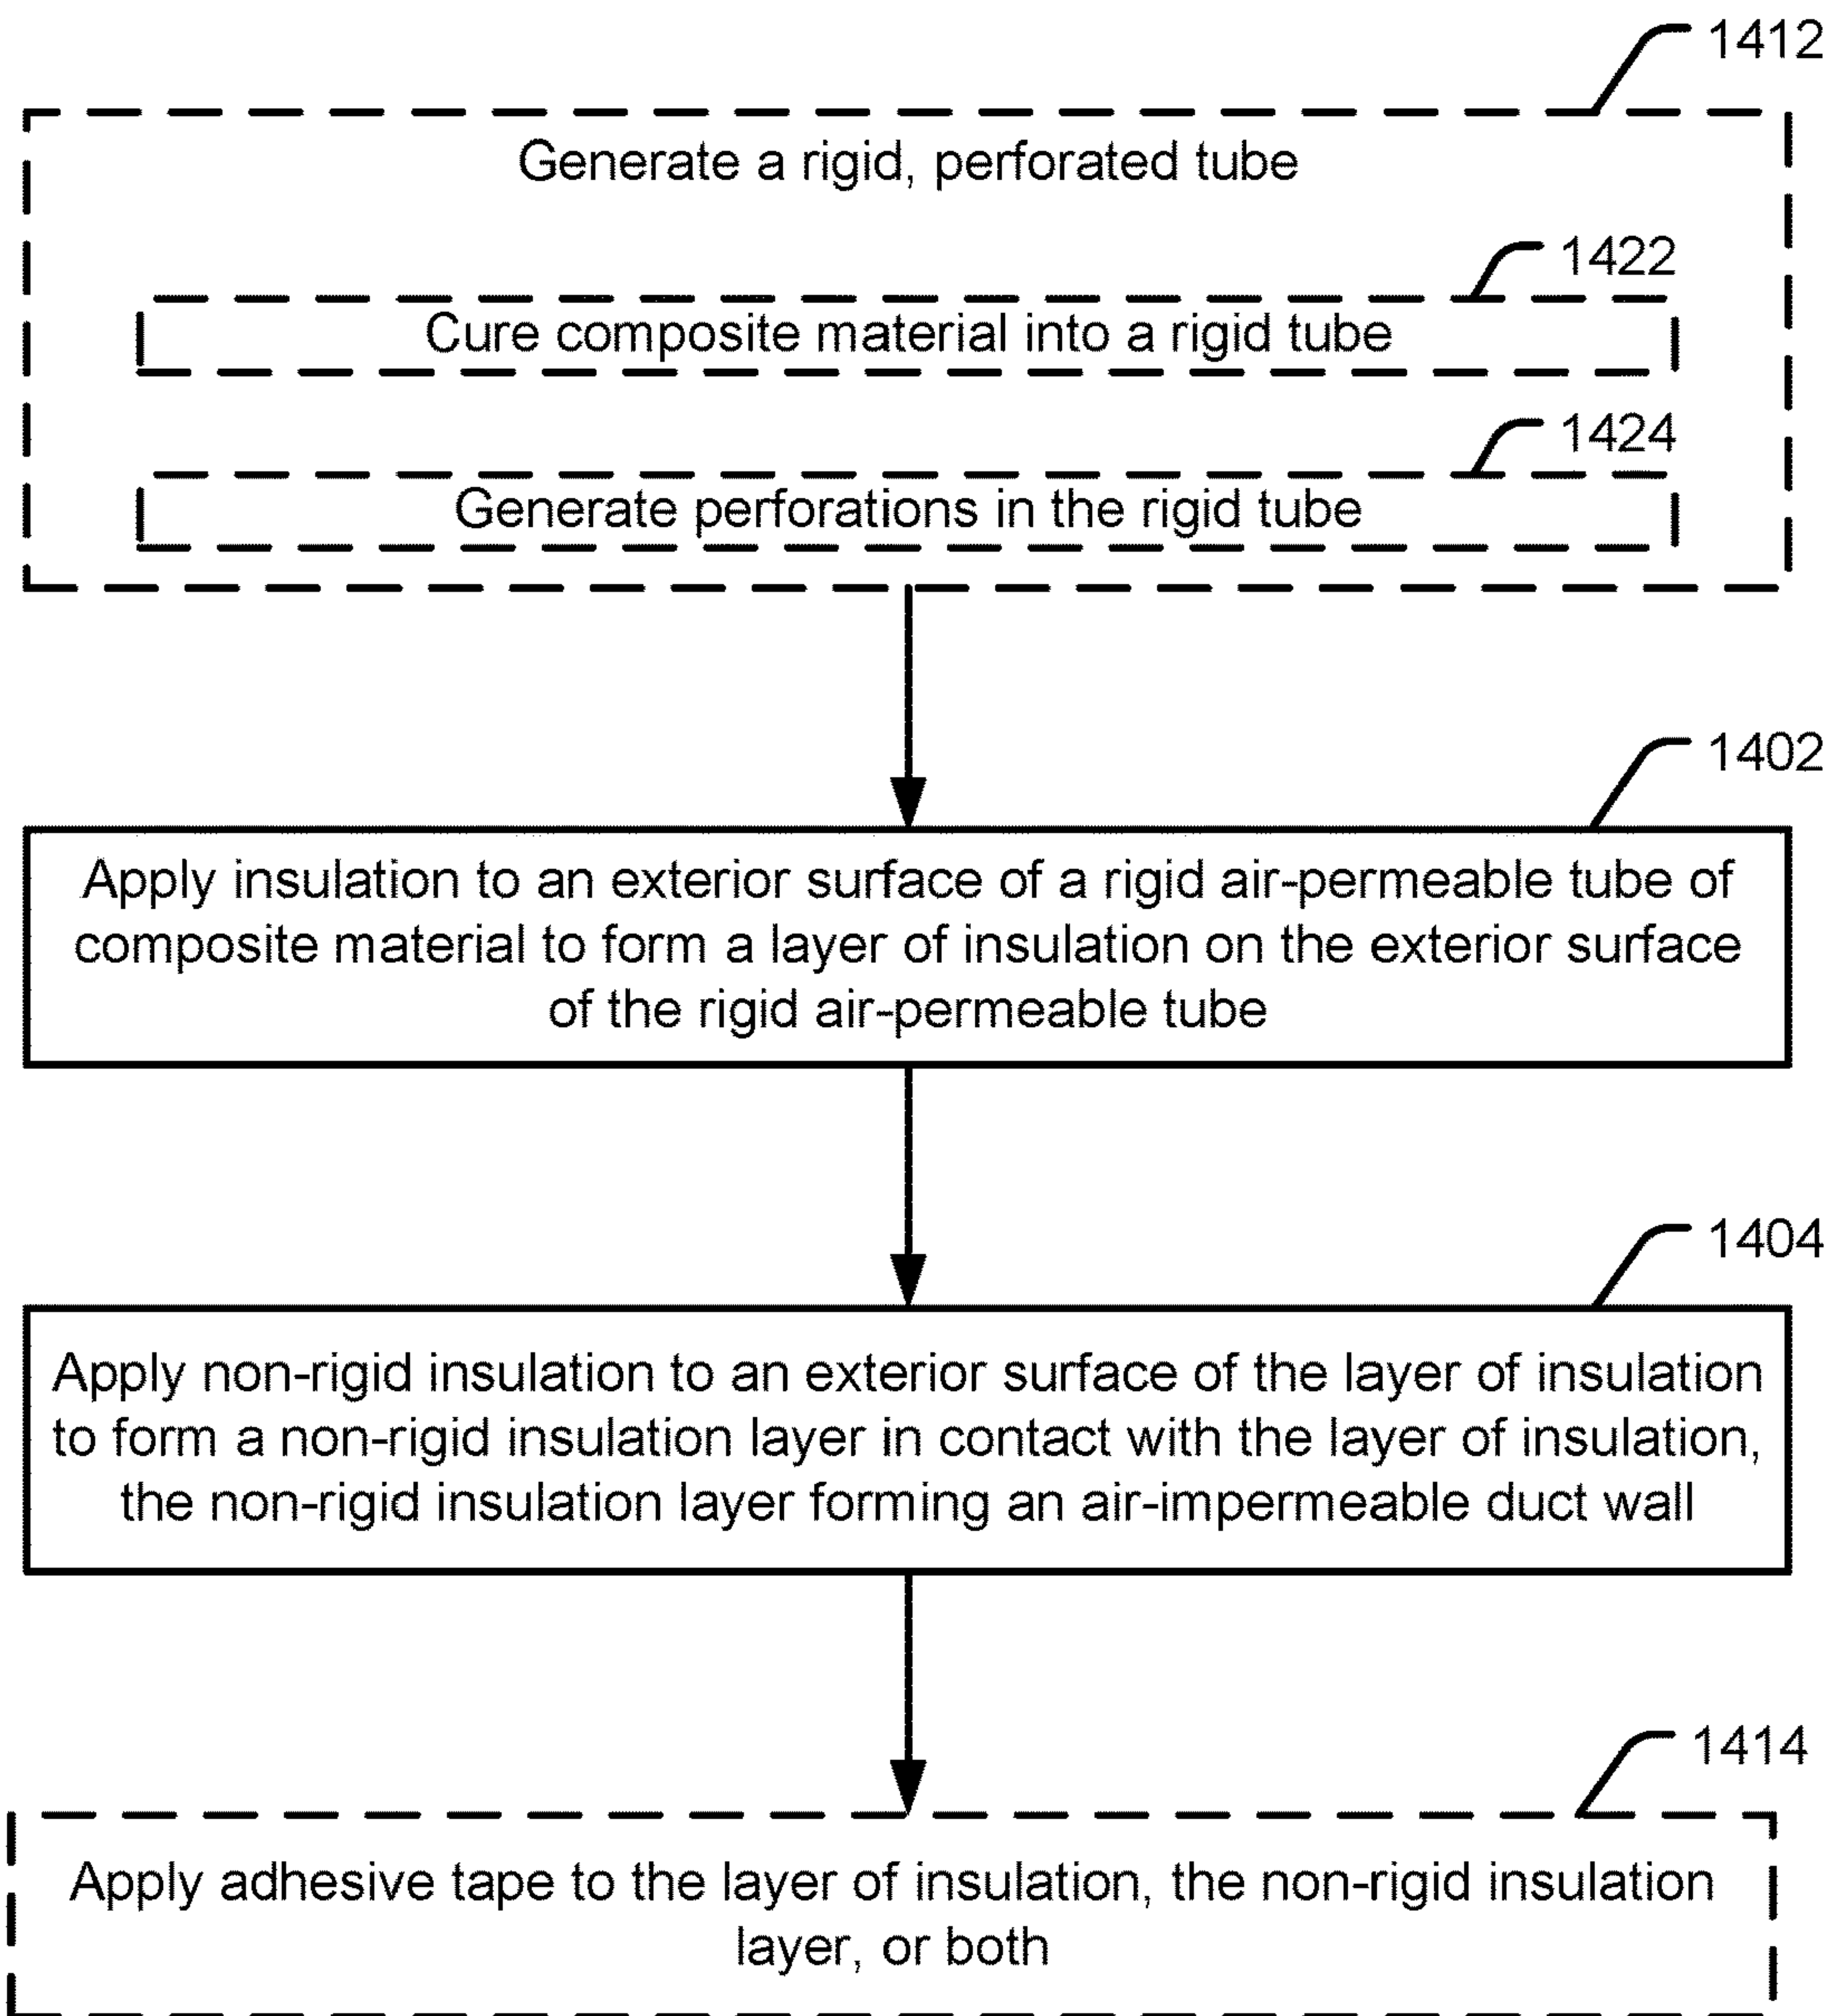 1412
Generate a rigid, perforated tube
1422
Cure composite material into a rigid tube
1424
Generate perforations in the rigid tube
1402
Apply insulation to an exterior surface of a rigid air-permeable tube of
composite material to form a layer of insulation on the exterior surface
of the rigid air-permeable tube
1404
Apply non-rigid insulation to an exterior surface of the layer of insulation
to form a non-rigid insulation layer in contact with the layer of insulation,
the non-rigid insulation layer forming an air-impermeable duct wall
1414
Apply adhesive tape to the layer of insulation, the non-rigid insulation
layer, or both